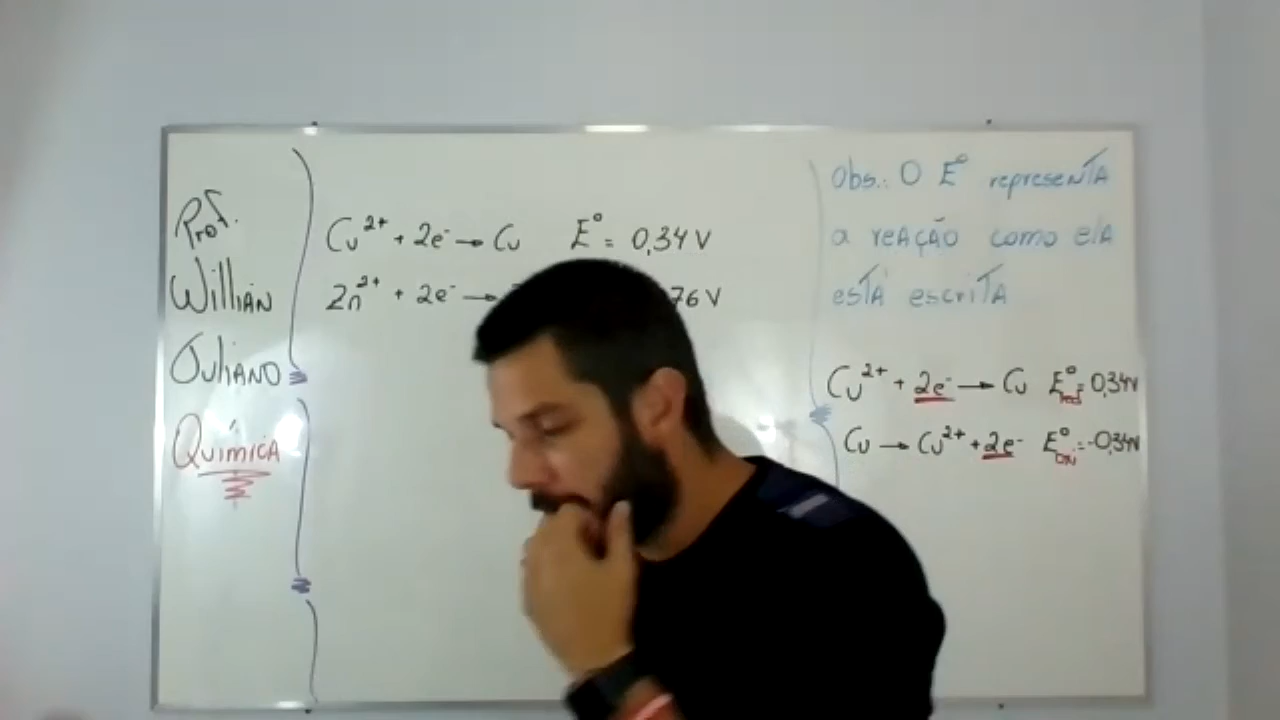 Prof.
Willian
Juliano
Química
Cu²⁺ + 2e⁻ → Cu E° = 0,34 V
Zn²⁺ + 2e⁻ → 76 V
Obs.: O E° representa
a reação como ela
está escrita
Cu²⁺ + 2e⁻ → Cu E°red = 0,34V
Cu → Cu²⁺ + 2e⁻ E°oxi = -0,34V